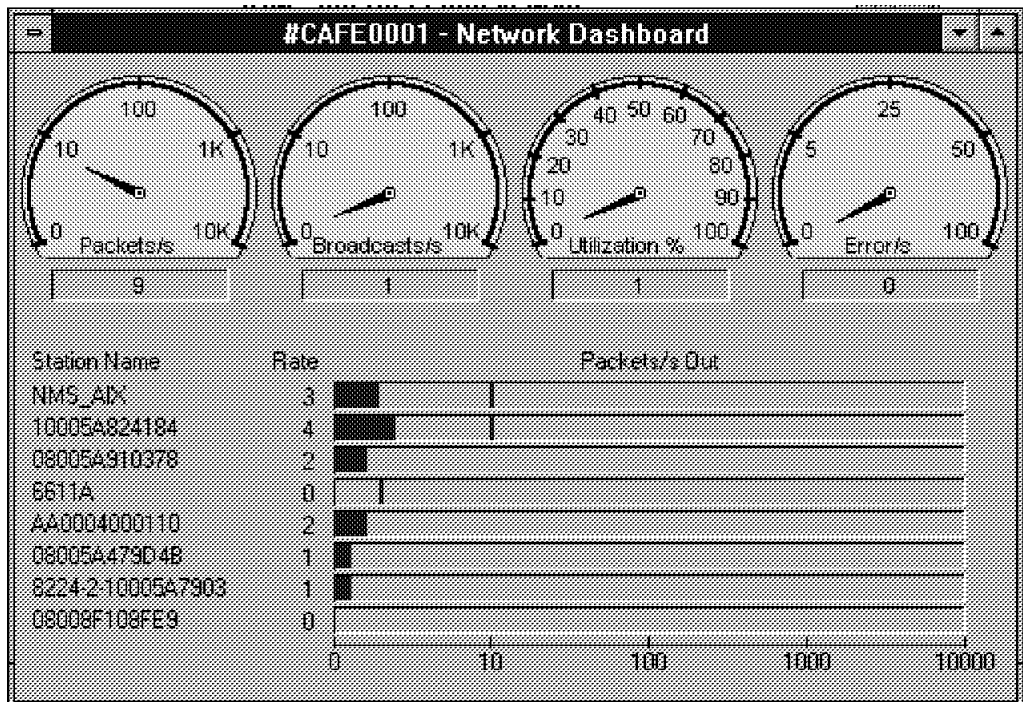 #CAFE0001 - Network Dashboard
0 10 100 1K 10K
Packets/s
9
0 10 100 1K 10K
Broadcasts/s
1
0 10 20 30 40 50 60 70 80 90 100
Utilization %
1
0 5 25 50 100
Error/s
0
Station Name Rate Packets/s Out
NMS_AIX 3
10005A824184 4
08005A910378 2
6611A 0
AA0004000110 2
08005A479D4B 1
8224-2-10005A7903 1
08008F108FE9 0
0 10 100 1000 10000